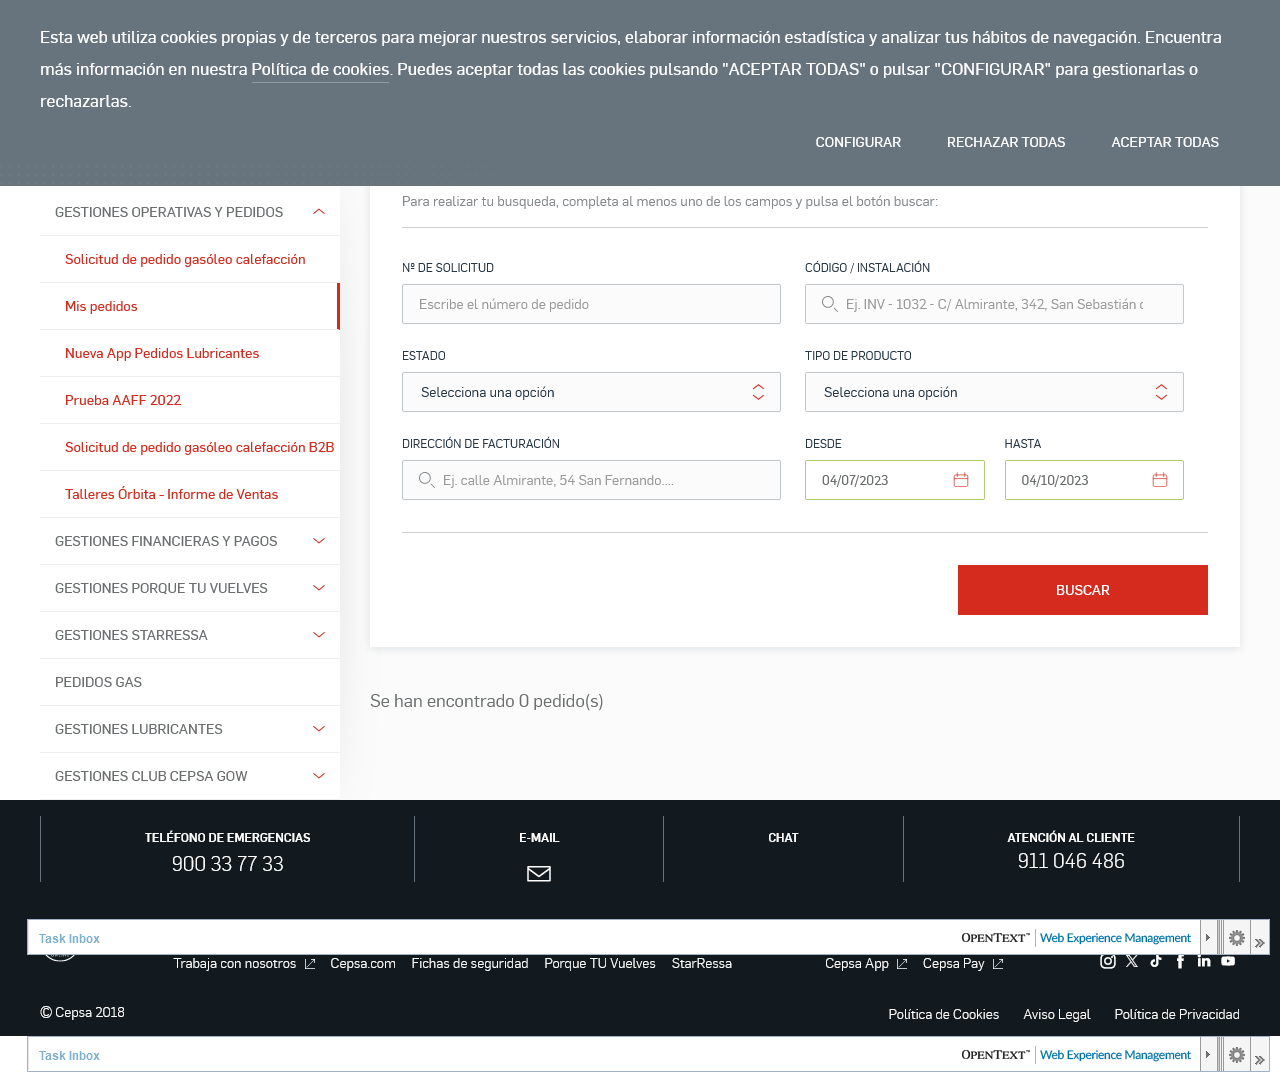 Esta web utiliza cookies propias y de terceros para mejorar nuestros servicios, elaborar información estadística y analizar tus hábitos de navegación. Encuentra
más información en nuestra Política de cookies. Puedes aceptar todas las cookies pulsando "ACEPTAR TODAS" o pulsar "CONFIGURAR" para gestionarlas o
rechazarlas.
CONFIGURAR RECHAZAR TODAS ACEPTAR TODAS
GESTIONES OPERATIVAS Y PEDIDOS
Solicitud de pedido gasóleo calefacción
Mis pedidos
Nueva App Pedidos Lubricantes
Prueba AAFF 2022
Solicitud de pedido gasóleo calefacción B2B
Talleres Órbita - Informe de Ventas
GESTIONES FINANCIERAS Y PAGOS
GESTIONES PORQUE TU VUELVES
GESTIONES STARRESSA
PEDIDOS GAS
GESTIONES LUBRICANTES
GESTIONES CLUB CEPSA GOW
Para realizar tu busqueda, completa al menos uno de los campos y pulsa el botón buscar:
Nº DE SOLICITUD
Escribe el número de pedido
CÓDIGO / INSTALACIÓN
Ej. INV - 1032 - C/ Almirante, 342, San Sebastián
ESTADO
Selecciona una opción
TIPO DE PRODUCTO
Selecciona una opción
DIRECCIÓN DE FACTURACIÓN
Ej. calle Almirante, 54 San Fernando....
DESDE
04/07/2023
HASTA
04/10/2023
BUSCAR
Se han encontrado 0 pedido(s)
TELÉFONO DE EMERGENCIAS
900 33 77 33
E-MAIL
CHAT
ATENCIÓN AL CLIENTE
911 046 486
Task Inbox OPENTEXT™ Web Experience Management
Trabaja con nosotros Cepsa.com Fichas de seguridad Porque TU Vuelves StarRessa Cepsa App Cepsa Pay
© Cepsa 2018 Política de Cookies Aviso Legal Política de Privacidad
Task Inbox OPENTEXT™ Web Experience Management